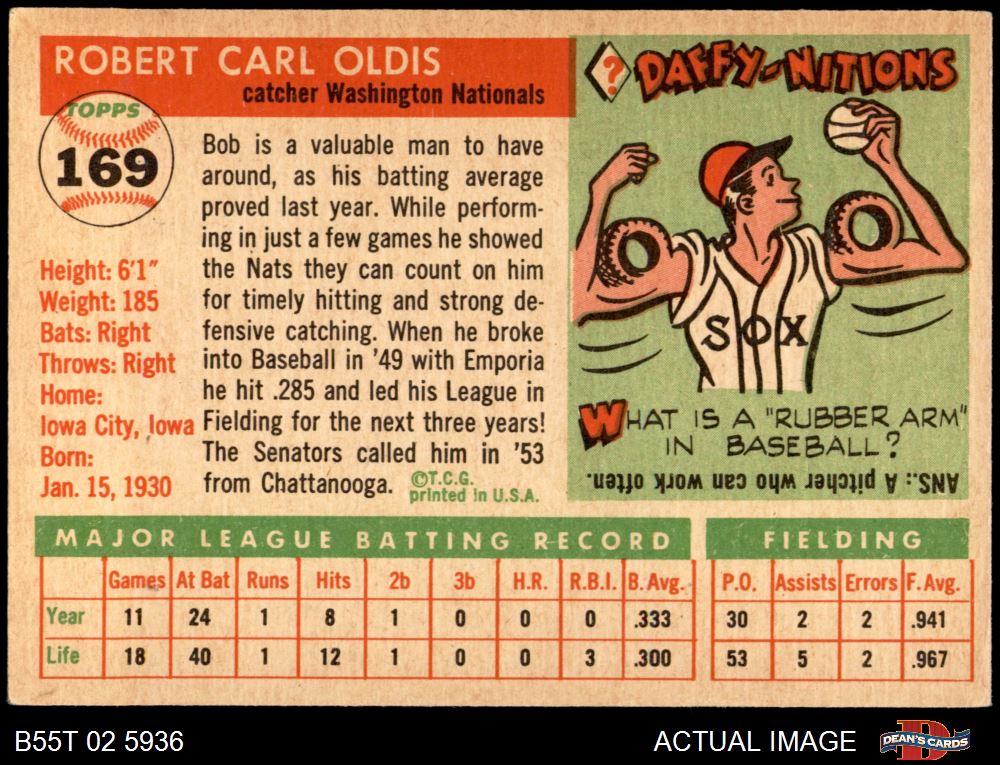 ROBERT CARL OLDIS
catcher Washington Nationals
TOPPS
169
Height: 6'1"
Weight: 185
Bats: Right
Throws: Right
Home:
Iowa City, Iowa
Born:
Jan. 15, 1930
Bob is a valuable man to have
around, as his batting average
proved last year. While perform-
ing in just a few games he showed
the Nats they can count on him
for timely hitting and strong de-
fensive catching. When he broke
into Baseball in '49 with Emporia
he hit .285 and led his League in
Fielding for the next three years!
The Senators called him in '53
from Chattanooga.
©T.C.G.
printed in U.S.A.
?
DAFFY-NITIONS
SOX
WHAT IS A "RUBBER ARM"
IN BASEBALL?
ANS.: A pitcher who can work often.
MAJOR LEAGUE BATTING RECORD
Games At Bat Runs Hits 2b 3b H.R. R.B.I. B. Avg.
Year 11 24 1 8 1 0 0 0 .333
Life 18 40 1 12 1 0 0 3 .300
FIELDING
P.O. Assists Errors F. Avg.
30 2 2 .941
53 5 2 .967
B55T 02 5936
ACTUAL IMAGE
D
DEAN'S CARDS